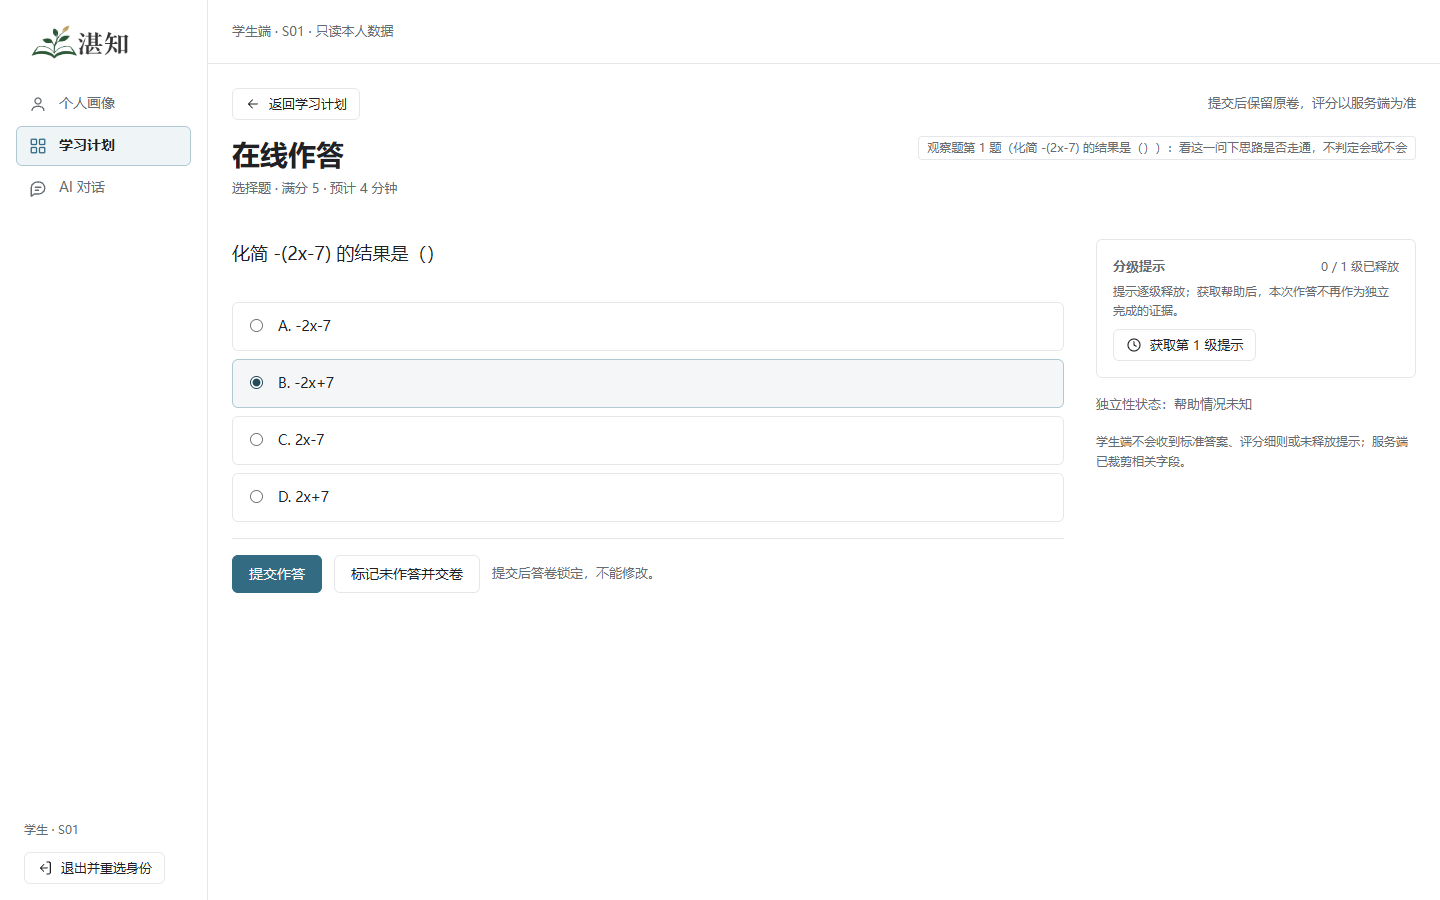 湛知
个人画像
学习计划
AI 对话
学生 · S01
退出并重选身份
学生端 · S01 · 只读本人数据
返回学习计划
提交后保留原卷，评分以服务端为准
在线作答
观察题第 1 题（化简 -(2x-7) 的结果是（））：看这一问下思路是否走通，不判定会或不会
选择题 · 满分 5 · 预计 4 分钟
化简 -(2x-7) 的结果是（）
A. -2x-7
B. -2x+7
C. 2x-7
D. 2x+7
提交作答
标记未作答并交卷
提交后答卷锁定，不能修改。
分级提示
0 / 1 级已释放
提示逐级释放；获取帮助后，本次作答不再作为独立
完成的证据。
获取第 1 级提示
独立性状态：帮助情况未知
学生端不会收到标准答案、评分细则或未释放提示；服务端
已裁剪相关字段。